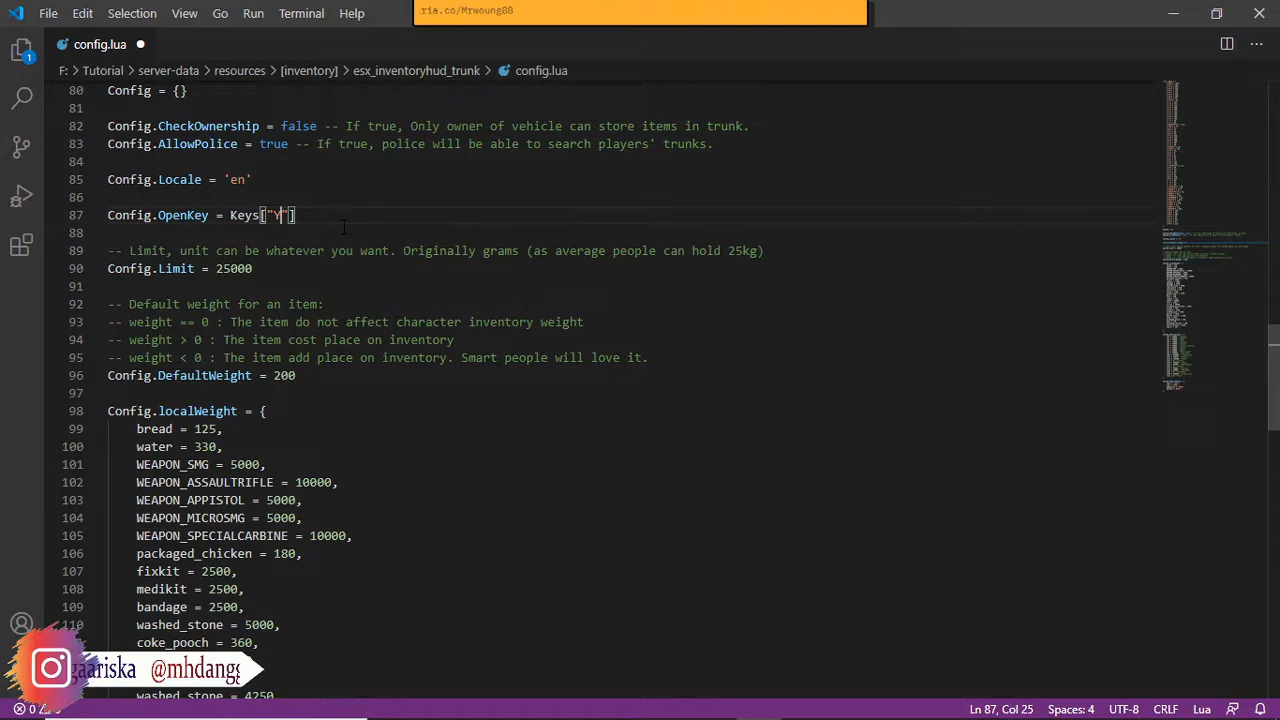 ria.co/Mrwoung88
File Edit Selection View Go Run Terminal Help
config.lua
F: > Tutorial > server-data > resources > [inventory] > esx_inventoryhud_trunk > config.lua
80 Config = {}
81
82 Config.CheckOwnership = false -- If true, Only owner of vehicle can store items in trunk.
83 Config.AllowPolice = true -- If true, police will be able to search players' trunks.
84
85 Config.Locale = 'en'
86
87 Config.OpenKey = Keys["Y"]
88
89 -- Limit, unit can be whatever you want. Originally grams (as average people can hold 25kg)
90 Config.Limit = 25000
91
92 -- Default weight for an item:
93 -- weight == 0 : The item do not affect character inventory weight
94 -- weight > 0 : The item cost place on inventory
95 -- weight < 0 : The item add place on inventory. Smart people will love it.
96 Config.DefaultWeight = 200
97
98 Config.localWeight = {
99 bread = 125,
100 water = 330,
101 WEAPON_SMG = 5000,
102 WEAPON_ASSAULTRIFLE = 10000,
103 WEAPON_APPISTOL = 5000,
104 WEAPON_MICROSMG = 5000,
105 WEAPON_SPECIALCARBINE = 10000,
106 packaged_chicken = 180,
107 fixkit = 2500,
108 medikit = 2500,
109 bandage = 2500,
110 washed_stone = 5000,
coke_pooch = 360,
gaariska @mhdangg
washed_stone = 4250
Ln 87, Col 25 Spaces: 4 UTF-8 CRLF Lua